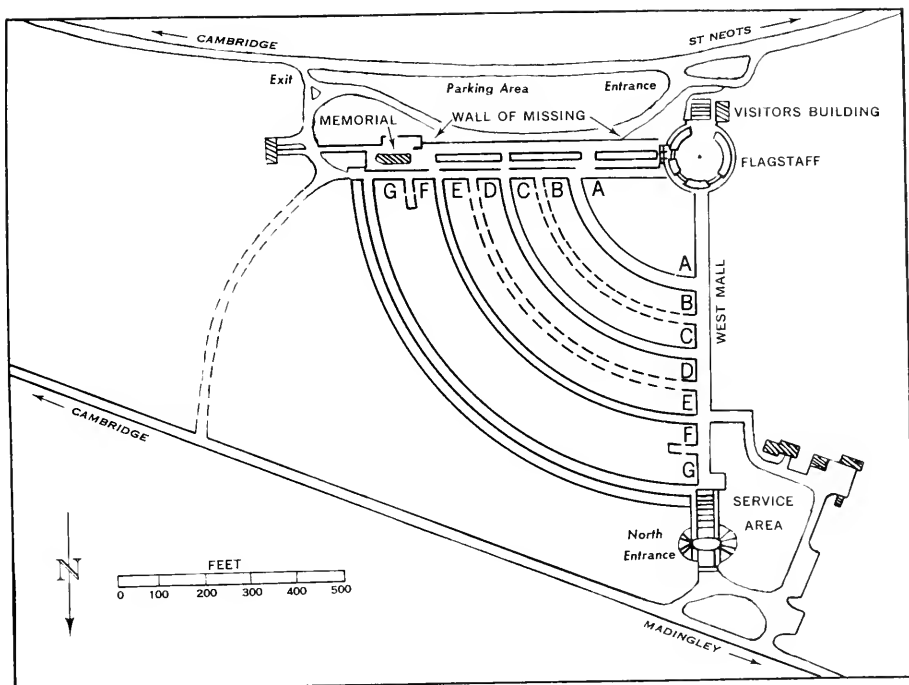 CAMBRIDGE
ST NEOTS
Exit
Parking Area
Entrance
MEMORIAL
WALL OF MISSING
VISITORS BUILDING
FLAGSTAFF
G F E D C B A
A
B
C
D
E
F
G
WEST MALL
CAMBRIDGE
SERVICE
AREA
North
Entrance
N
FEET
0 100 200 300 400 500
MADINGLEY